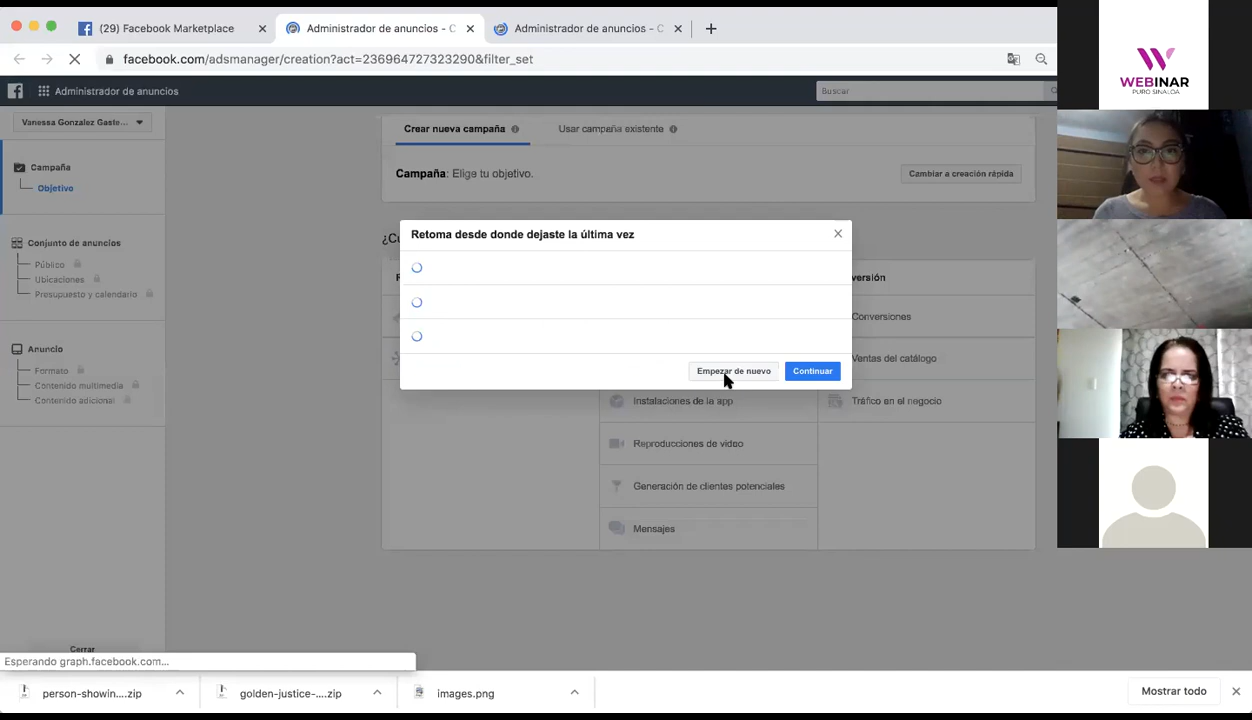 (29) Facebook Marketplace
Administrador de anuncios - C
Administrador de anuncios - C
facebook.com/adsmanager/creation?act=236964727323290&filter_set
Administrador de anuncios
Buscar
Vanessa Gonzalez Gaste...
Campaña
Objetivo
Conjunto de anuncios
Público
Ubicaciones
Presupuesto y calendario
Anuncio
Formato
Contenido multimedia
Contenido adicional
Cerrar
Crear nueva campaña
Usar campaña existente
Campaña: Elige tu objetivo.
Cambiar a creación rápida
¿Cu
Retoma desde donde dejaste la última vez
Empezar de nuevo
Continuar
versión
Conversiones
Ventas del catálogo
Instalaciones de la app
Tráfico en el negocio
Reproducciones de video
Generación de clientes potenciales
Mensajes
Esperando graph.facebook.com...
person-showin....zip
golden-justice-....zip
images.png
Mostrar todo
WEBINAR
PURO SINALOA